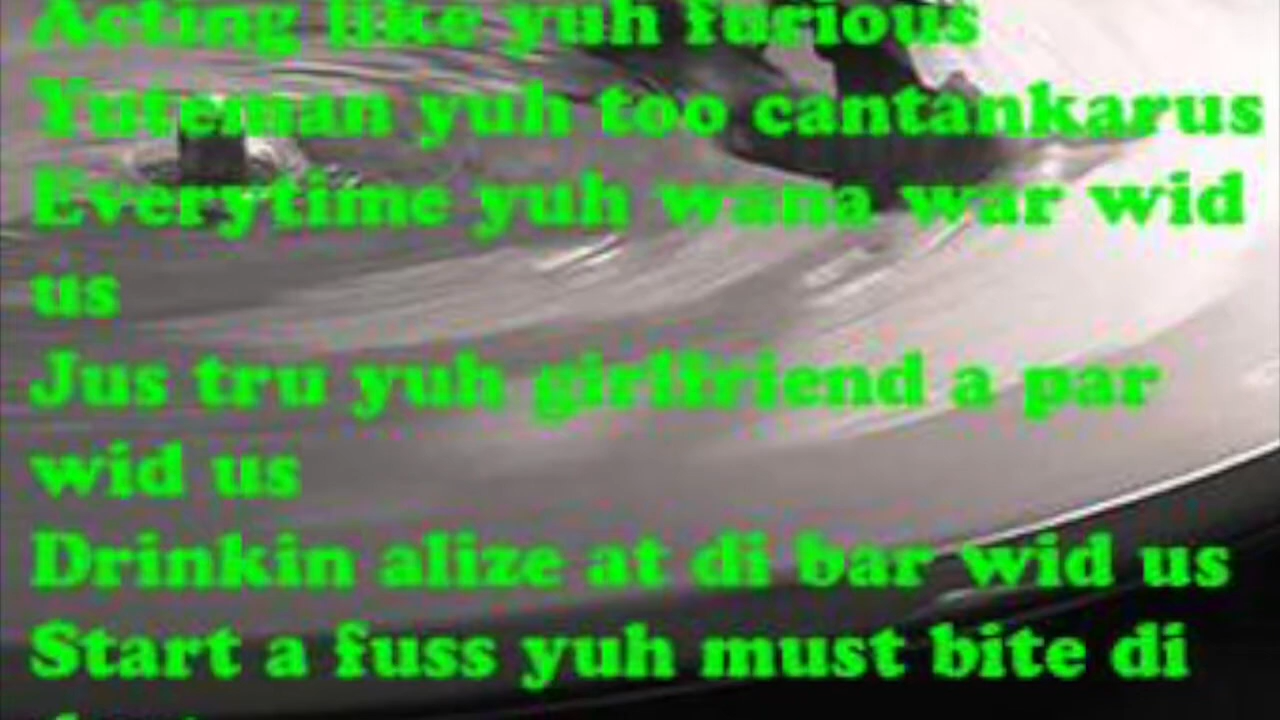 Acting like yuh furious
Yuteman yuh too cantankarus
Everytime yuh wana war wid
us
Jus tru yuh girlfriend a par
wid us
Drinkin alize at di bar wid us
Start a fuss yuh must bite di